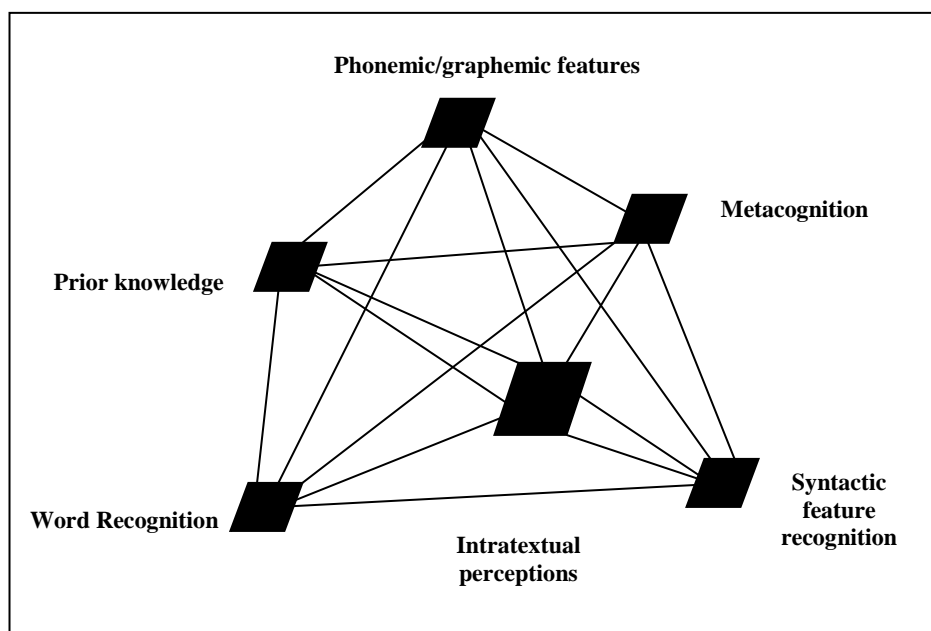 Phonemic/graphemic features
Metacognition
Prior knowledge
Word Recognition
Intratextual
perceptions
Syntactic
feature
recognition